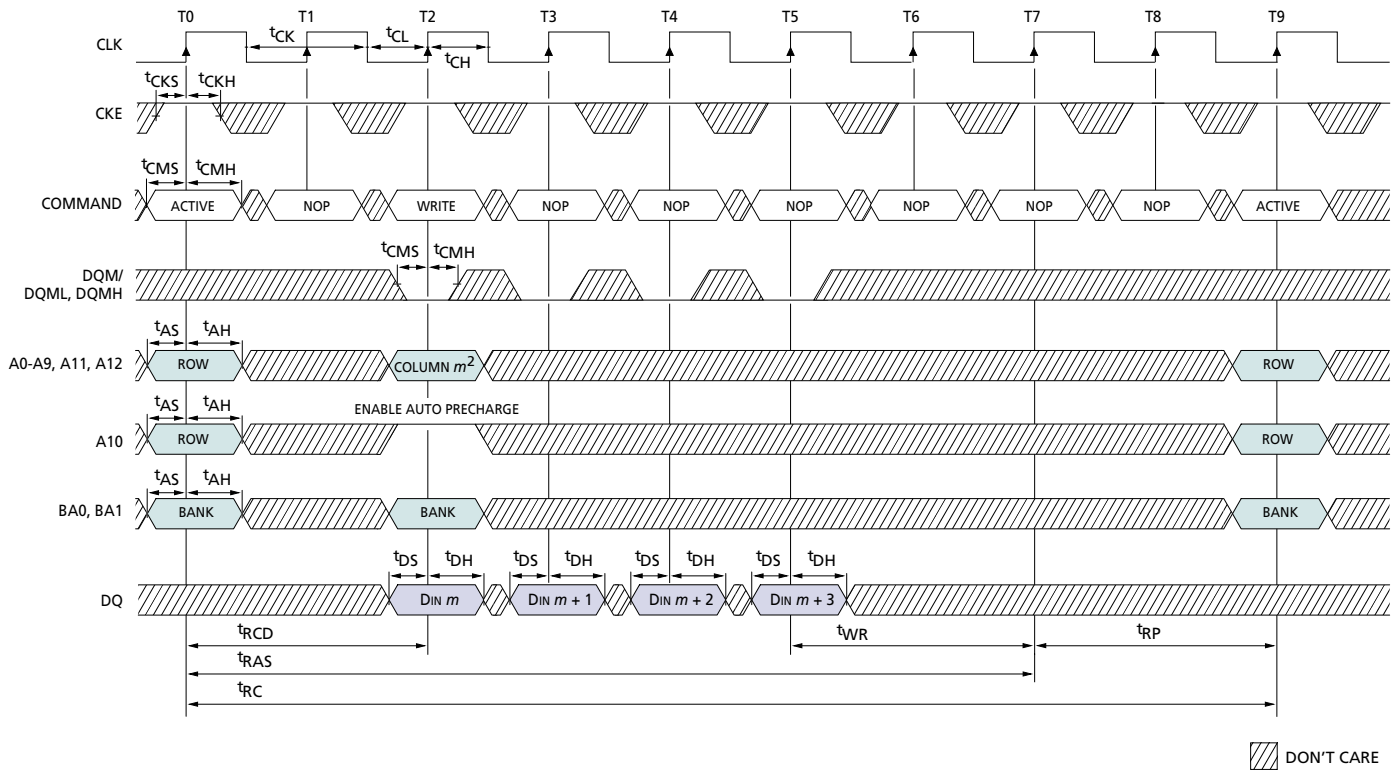 T0 T1 T2 T3 T4 T5 T6 T7 T8 T9
CLK
tCK tCL
tCH
tCKS tCKH
CKE
tCMS tCMH
COMMAND ACTIVE NOP WRITE NOP NOP NOP NOP NOP NOP ACTIVE
tCMS tCMH
DQM/
DQML, DQMH
tAS tAH
A0-A9, A11, A12 ROW COLUMN m2 ROW
ENABLE AUTO PRECHARGE
tAS tAH
A10 ROW ROW
tAS tAH
BA0, BA1 BANK BANK BANK
tDS tDH tDS tDH tDS tDH tDS tDH
DQ DIN m DIN m + 1 DIN m + 2 DIN m + 3
tRCD tWR tRP
tRAS
tRC
DON'T CARE